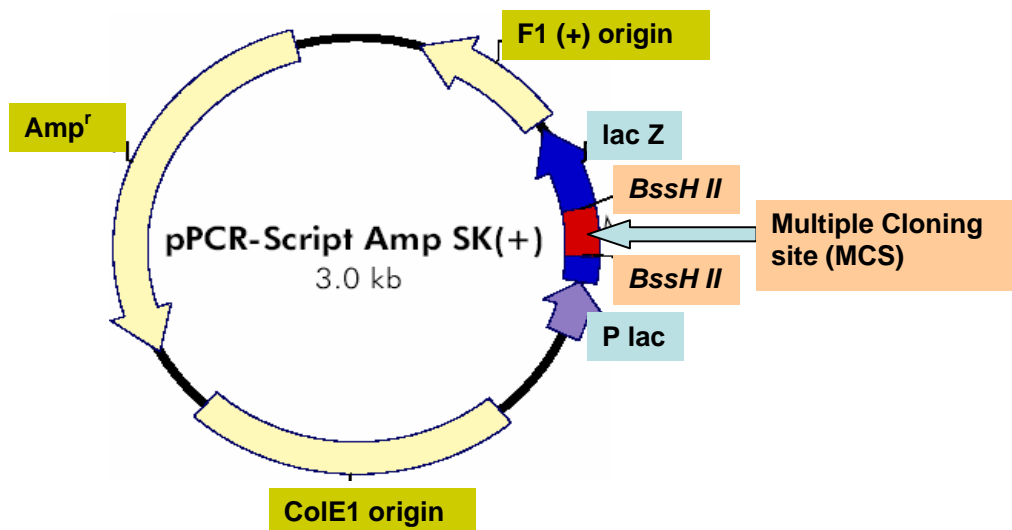 F1 (+) origin
Amp^r
lac Z
BssH II
Multiple Cloning
site (MCS)
pPCR-Script Amp SK(+)
3.0 kb
BssH II
P lac
ColE1 origin